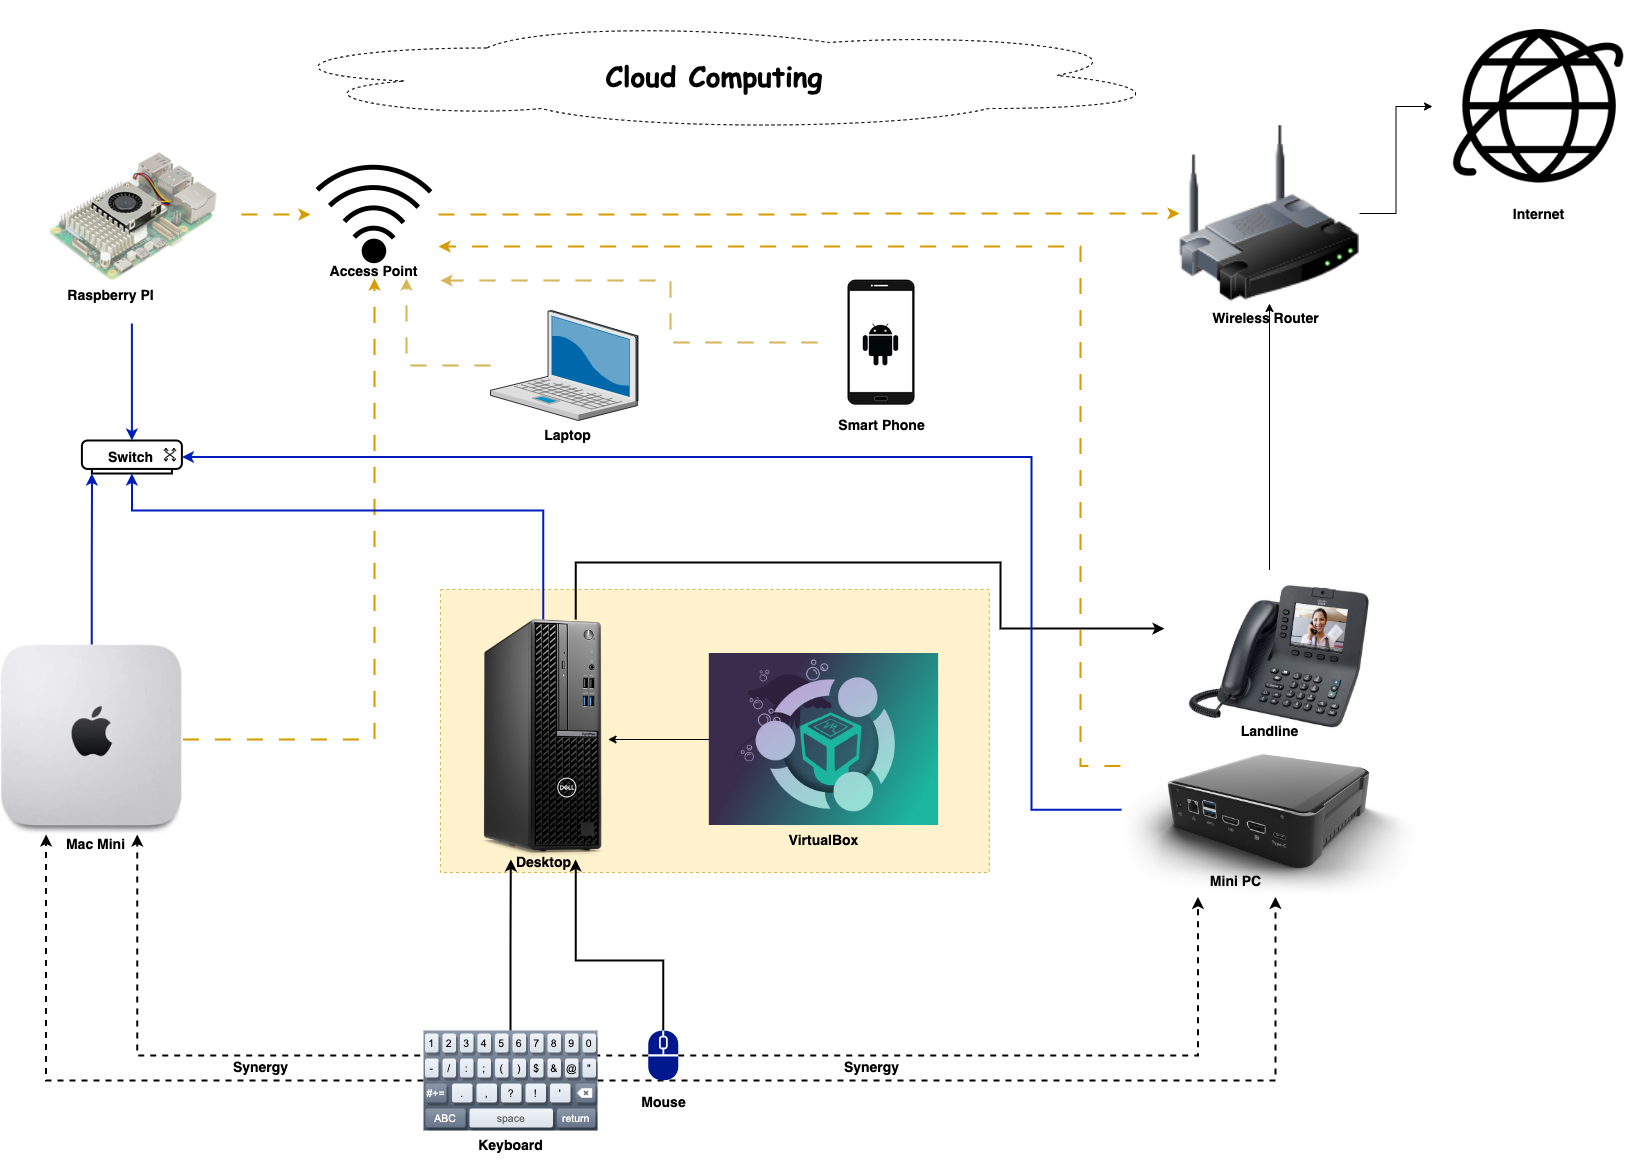 Cloud Computing
Internet
Access Point
Raspberry PI
Wireless Router
Smart Phone
Laptop
Switch
Landline
DELL
VirtualBox
Mac Mini
Desktop
Mini PC
1 2 3 4 5 6 7 8 9 0
- / : ; ( ) $ & @ "
#+= . , ? ! '
ABC space return
Synergy
Synergy
Mouse
Keyboard